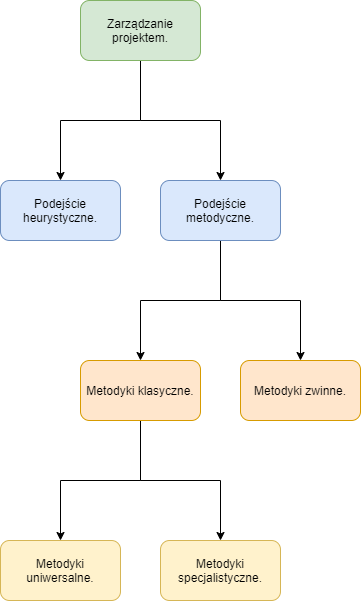 Zarządzanie
projektem.
Podejście
heurystyczne.
Podejście
metodyczne.
Metodyki klasyczne.
Metodyki zwinne.
Metodyki
uniwersalne.
Metodyki
specjalistyczne.